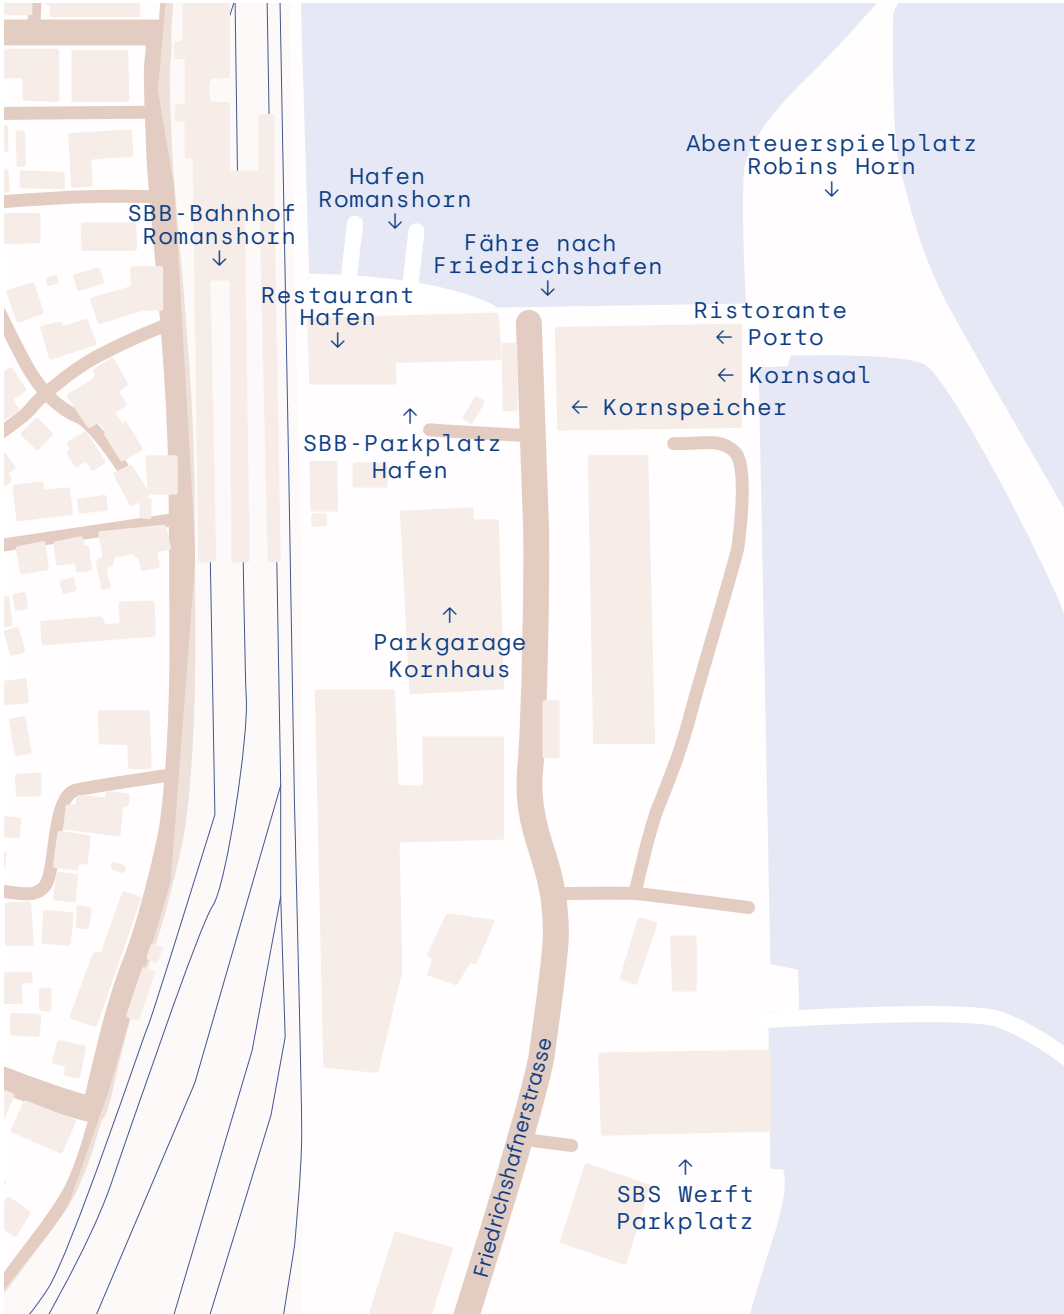 Abenteuerspielplatz
Robins Horn
↓
Hafen
Romanshorn
↓
SBB-Bahnhof
Romanshorn
↓
Fähre nach
Friedrichshafen
↓
Restaurant
Hafen
↓
Ristorante
← Porto
← Kornsaal
← Kornspeicher
↑
SBB-Parkplatz
Hafen
↑
Parkgarage
Kornhaus
Friedrichshafnerstrasse
↑
SBS Werft
Parkplatz